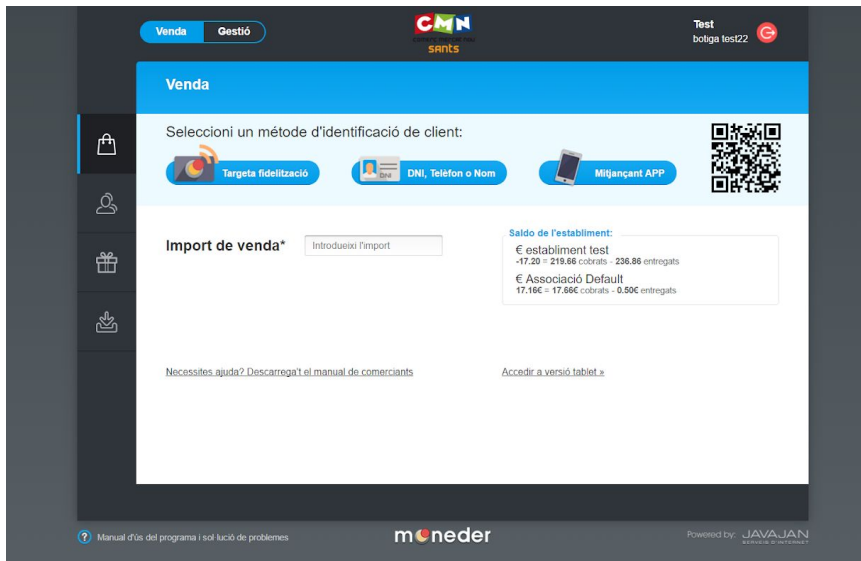 Venda
Gestió
CMN
sants
Test
botiga test22
Venda
Seleccioni un métode d'identificació de client:
Targeta fidelització
DNI
DNI, Telèfon o Nom
Mitjançant APP
Import de venda*
Introdueixi l'import
Saldo de l'establiment:
€ establiment test
-17.20 = 219.66 cobrats - 236.86 entregats
€ Associació Default
17.16€ = 17.66€ cobrats - 0.50€ entregats
Necessites ajuda? Descarrega't el manual de comerciants
Accedir a versió tablet »
? Manual d'ús del programa i sol·lució de problemes
moneder
Powered by: JAVAJAN
SERVEIS D'INTERNET